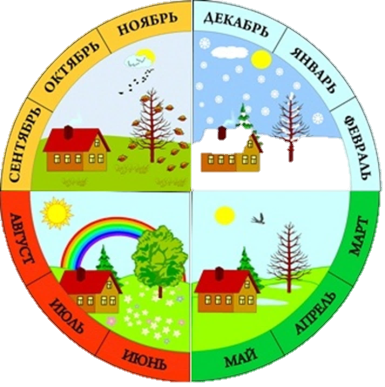 ДЕКАБРЬ
ЯНВАРЬ
ФЕВРАЛЬ
МАРТ
АПРЕЛЬ
МАЙ
ИЮНЬ
ИЮЛЬ
АВГУСТ
СЕНТЯБРЬ
ОКТЯБРЬ
НОЯБРЬ